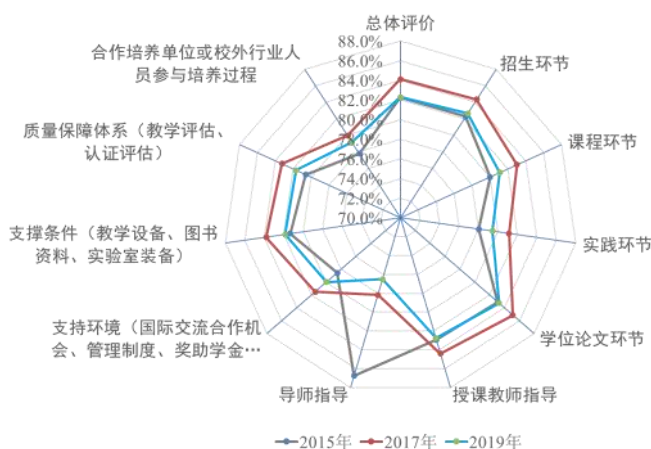 总体评价
88.0%
86.0%
84.0%
82.0%
80.0%
78.0%
76.0%
74.0%
72.0%
70.0%
招生环节
课程环节
实践环节
学位论文环节
授课教师指导
导师指导
支持环境（国际交流合作机
会、管理制度、奖助学金…
支撑条件（教学设备、图书
资料、实验室装备）
质量保障体系（教学评估、
认证评估）
合作培养单位或校外行业人
员参与培养过程
2015年
2017年
2019年